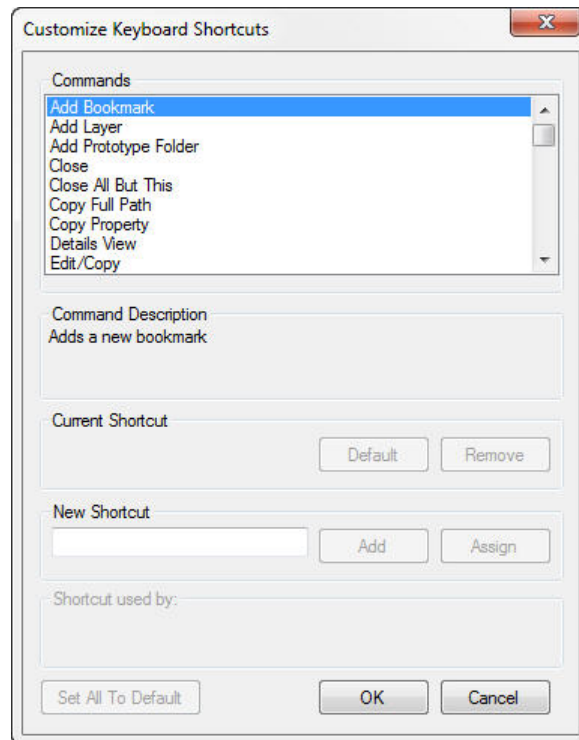 Customize Keyboard Shortcuts
Commands
Add Bookmark
Add Layer
Add Prototype Folder
Close
Close All But This
Copy Full Path
Copy Property
Details View
Edit/Copy
Command Description
Adds a new bookmark
Current Shortcut
Default Remove
New Shortcut
Add Assign
Shortcut used by:
Set All To Default OK Cancel